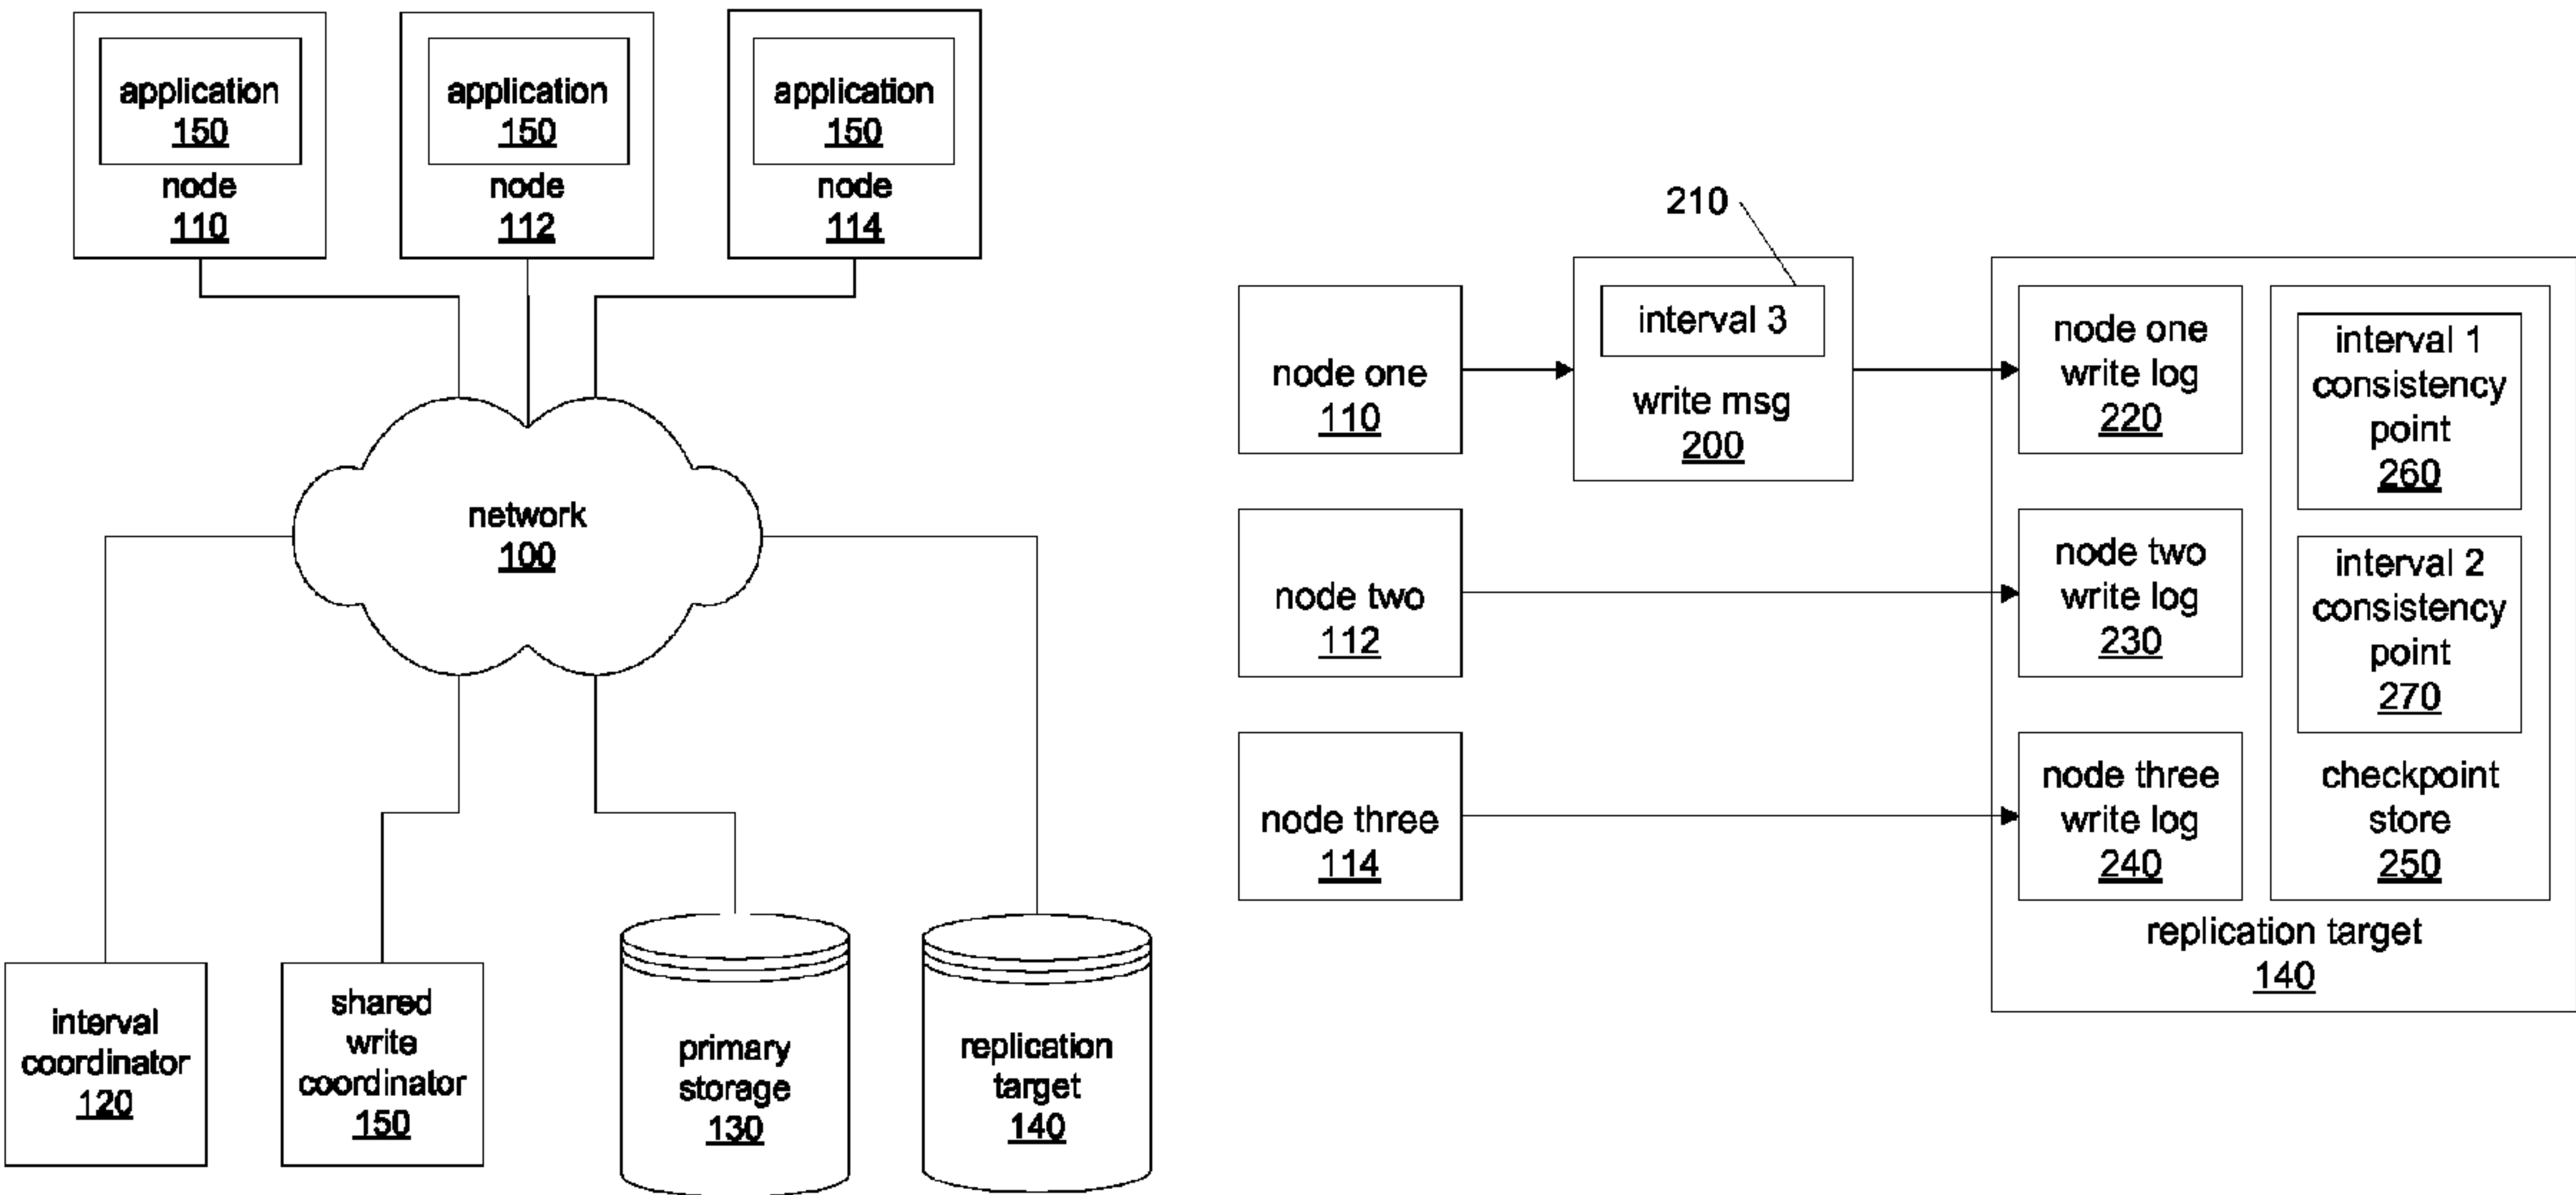 application
150
node
110
application
150
node
112
application
150
node
114
network
100
interval
coordinator
120
shared
write
coordinator
150
primary
storage
130
replication
target
140
210
node one
110
interval 3
write msg
200
node one
write log
220
node two
112
node two
write log
230
node three
114
node three
write log
240
interval 1
consistency
point
260
interval 2
consistency
point
270
checkpoint
store
250
replication target
140